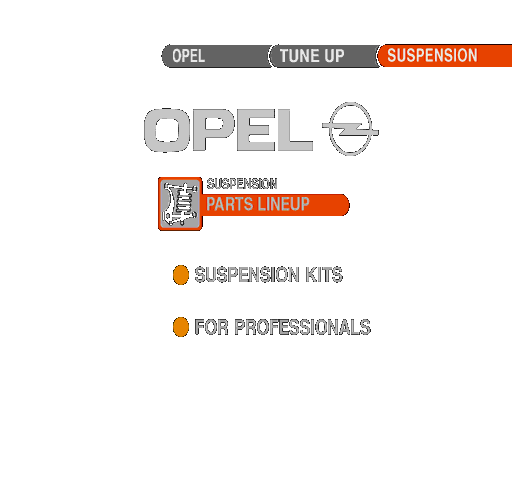 OPEL TUNE UP SUSPENSION
OPEL
SUSPENSION
PARTS LINEUP
SUSPENSION KITS
FOR PROFESSIONALS